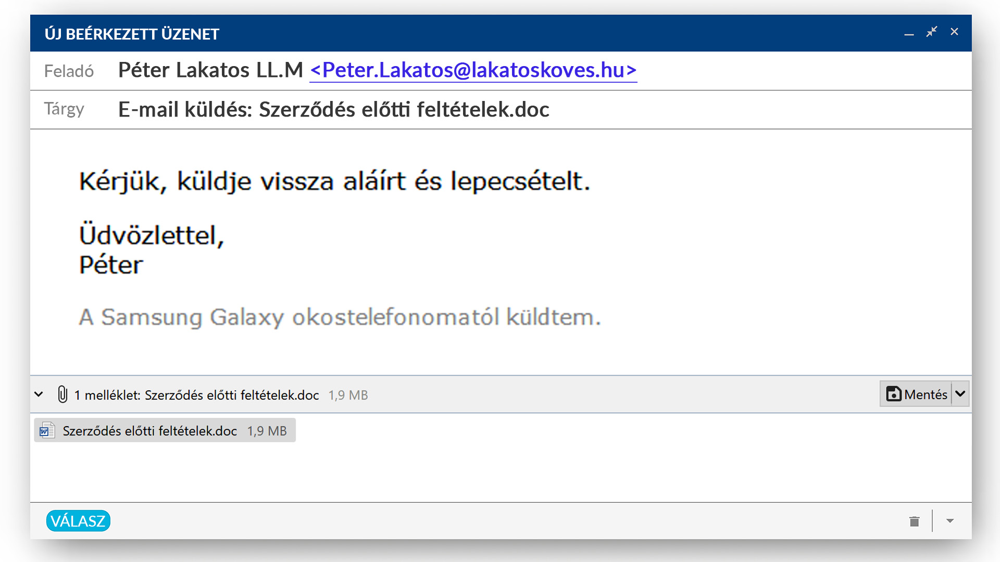 ÚJ BEÉRKEZETT ÜZENET
Feladó Péter Lakatos LL.M <Peter.Lakatos@lakatoskoves.hu>
Tárgy E-mail küldés: Szerződés előtti feltételek.doc
Kérjük, küldje vissza aláírt és lepecsételt.
Üdvözlettel,
Péter
A Samsung Galaxy okostelefonomatól küldtem.
1 melléklet: Szerződés előtti feltételek.doc 1,9 MB Mentés
Szerződés előtti feltételek.doc 1,9 MB
VÁLASZ